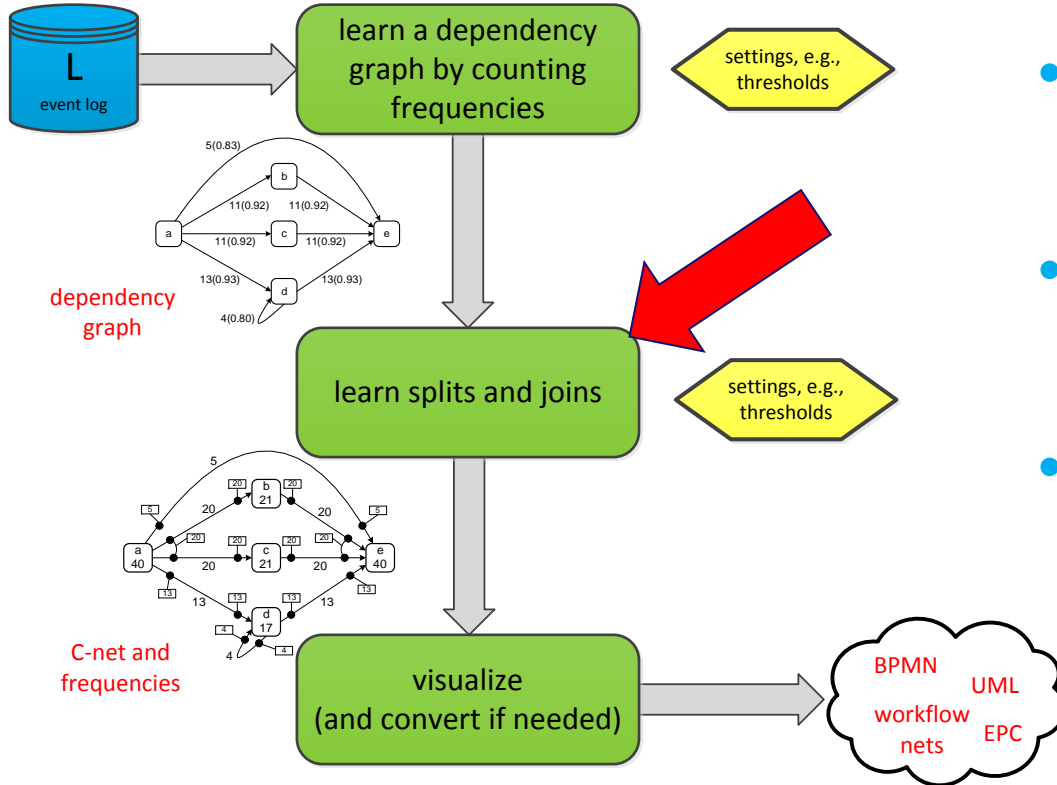 L
event log
learn a dependency
graph by counting
frequencies
settings, e.g.,
thresholds
5(0.83)
b
11(0.92)
11(0.92)
a
c
e
11(0.92)
11(0.92)
13(0.93)
13(0.93)
d
4(0.80)
dependency
graph
learn splits and joins
settings, e.g.,
thresholds
5
5
20
b
21
20
5
20
20
a
40
20
20
c
21
20
20
e
40
20
20
13
13
13
d
17
13
13
13
4
4
4
C-net and
frequencies
visualize
(and convert if needed)
BPMN
UML
workflow
nets
EPC